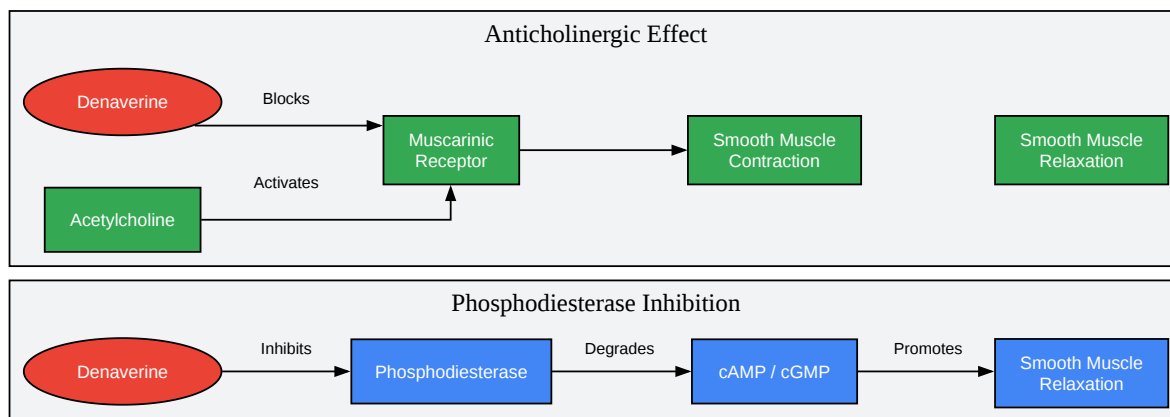 Anticholinergic Effect
Denaverine
Blocks
Muscarinic
Receptor
Smooth Muscle
Contraction
Smooth Muscle
Relaxation
Activates
Acetylcholine
Phosphodiesterase Inhibition
Denaverine
Inhibits
Phosphodiesterase
Degrades
cAMP / cGMP
Promotes
Smooth Muscle
Relaxation